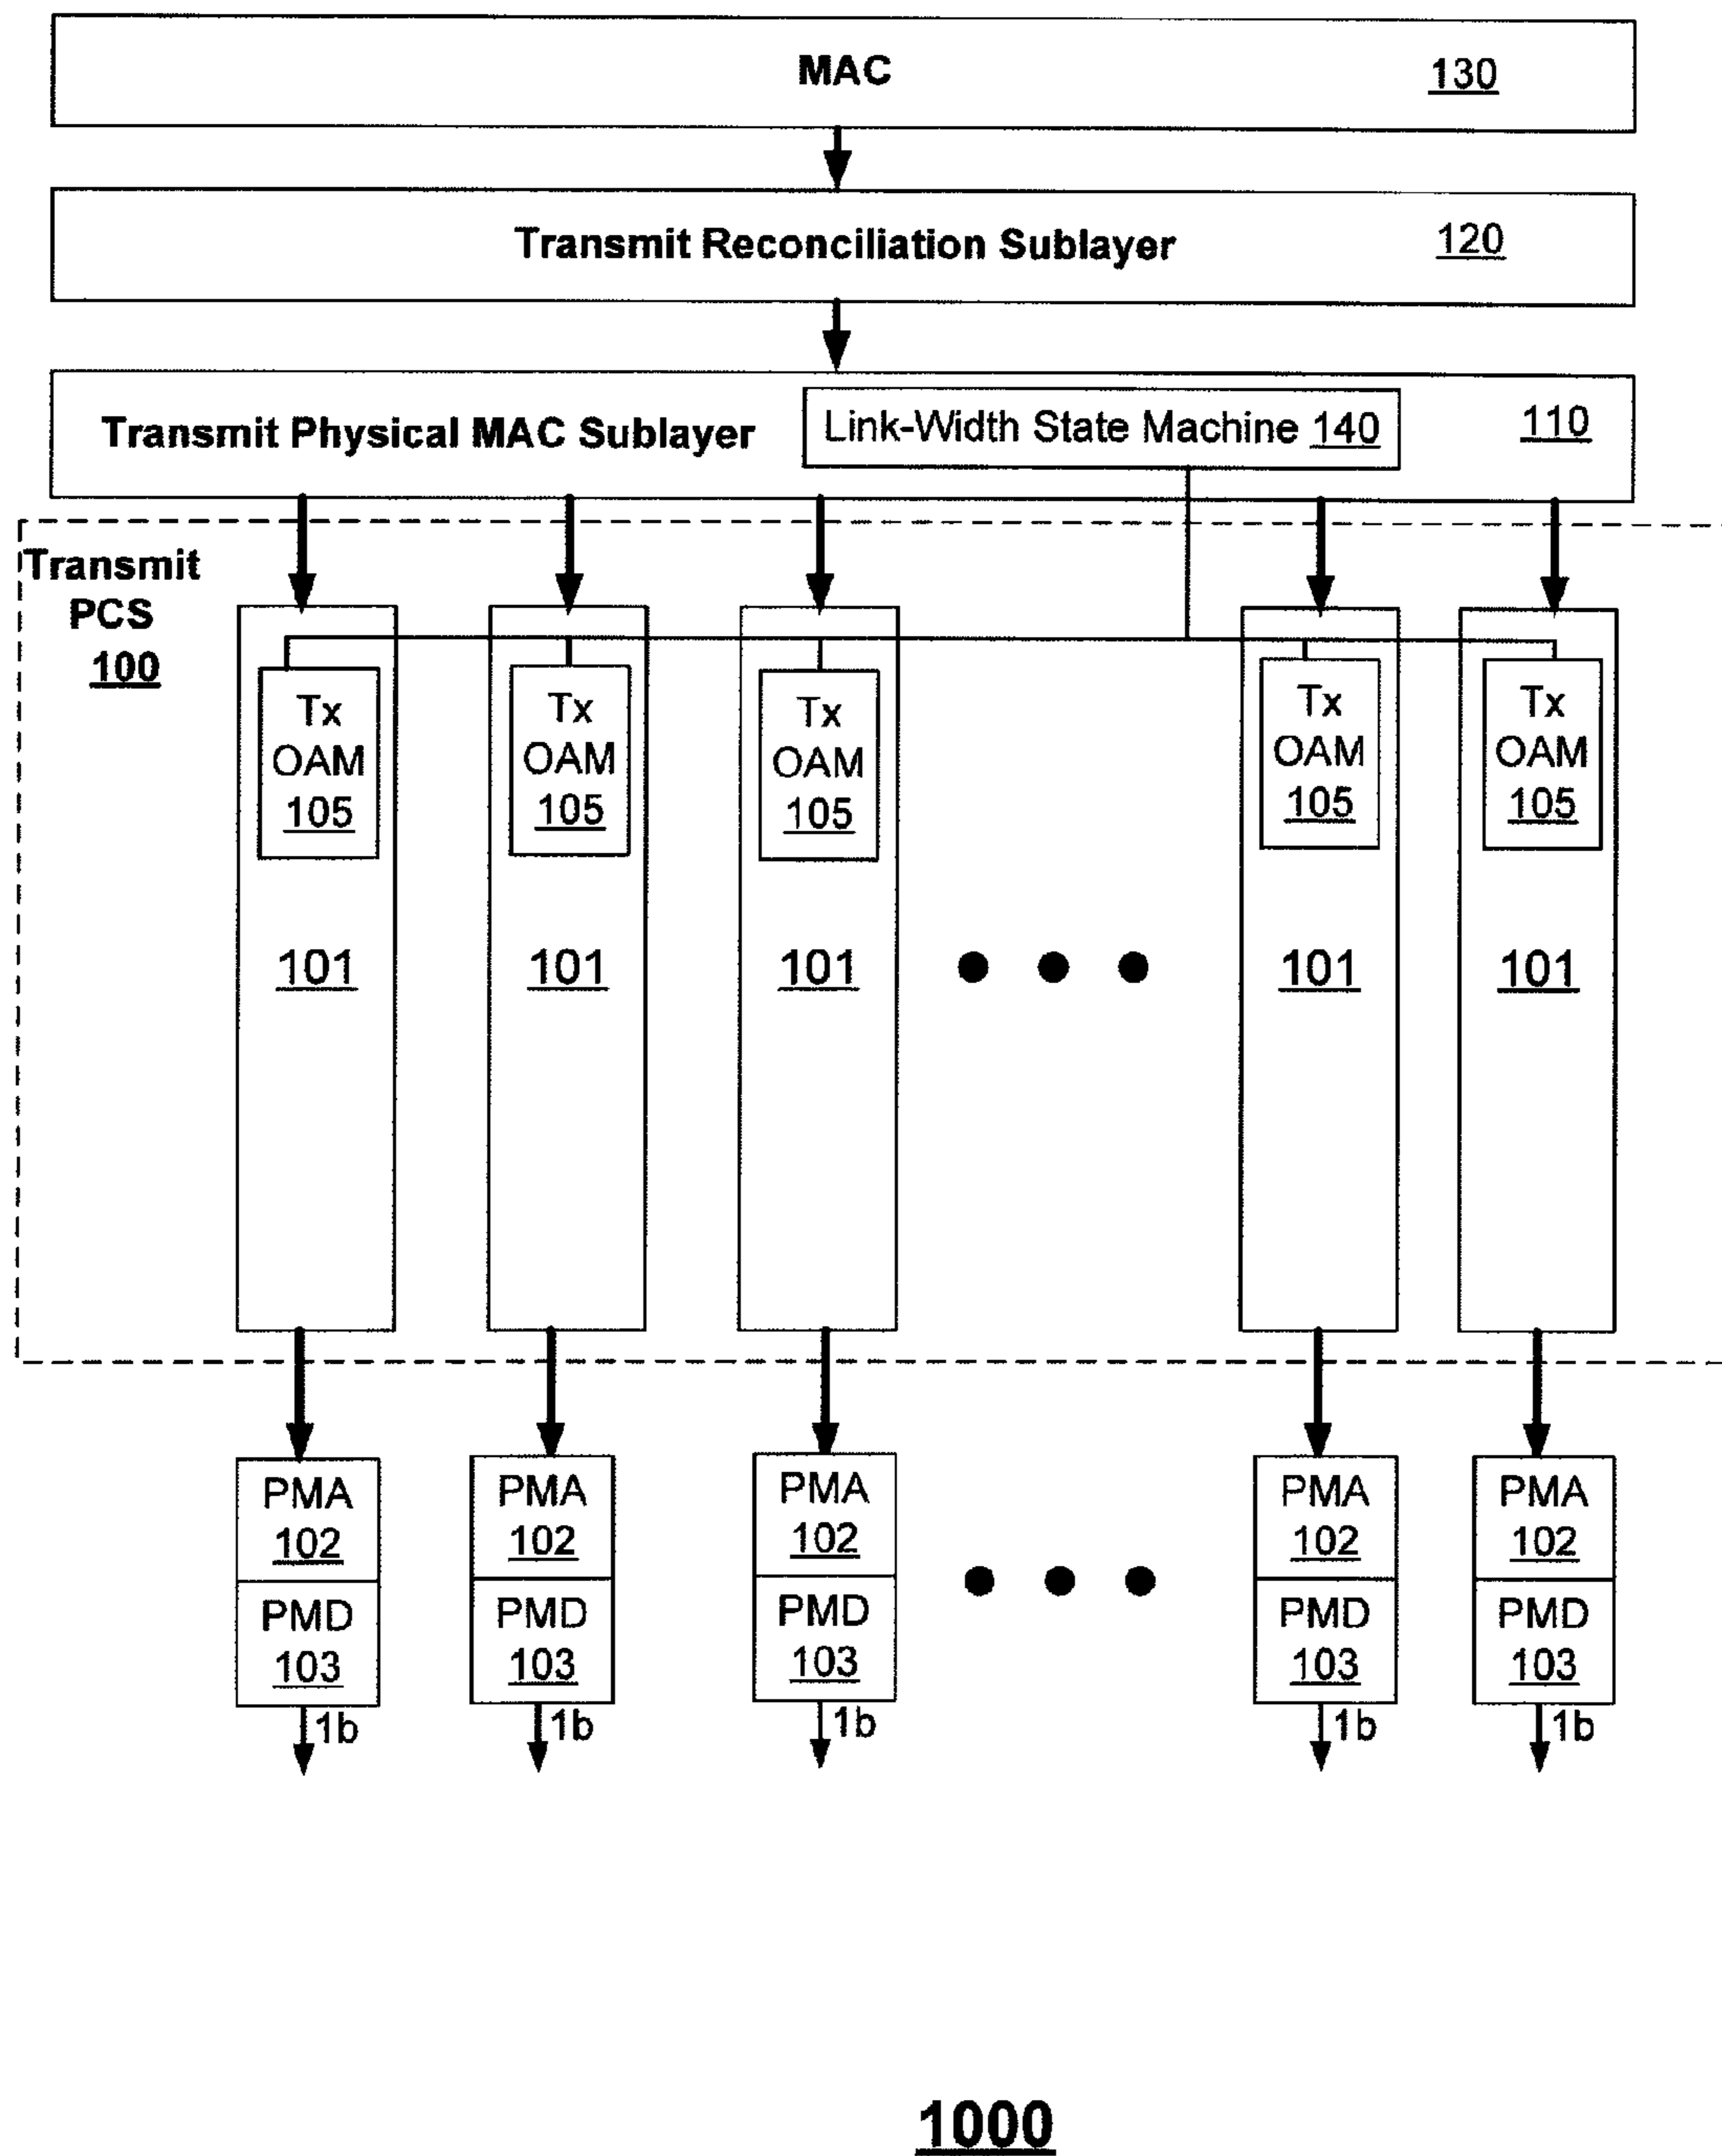 MAC 130
Transmit Reconciliation Sublayer 120
Transmit Physical MAC Sublayer Link-Width State Machine 140 110
Transmit
PCS
100
Tx Tx Tx Tx Tx
OAM OAM OAM OAM OAM
105 105 105 105 105
101 101 101 101 101
PMA PMA PMA PMA PMA
102 102 102 102 102
PMD PMD PMD PMD PMD
103 103 103 103 103
1b 1b 1b 1b 1b
1000